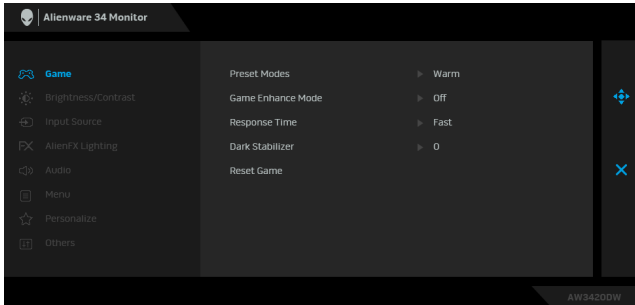 Alienware 34 Monitor
Game
Preset Modes Warm
Brightness/Contrast
Game Enhance Mode Off
Input Source
Response Time Fast
AlienFX Lighting
Dark Stabilizer 0
Audio
Reset Game
Menu
Personalize
Others
AW3420DW